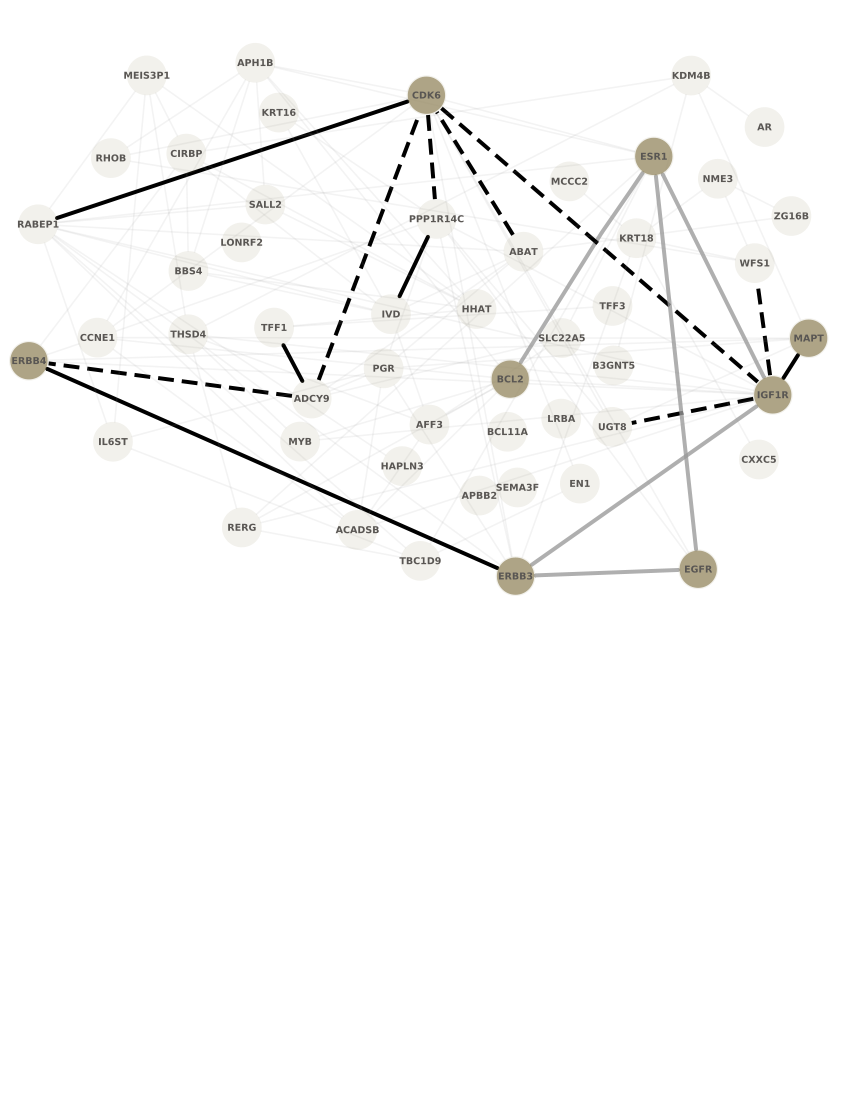 APH1B
MEIS3P1
KDM4B
CDK6
KRT16
AR
RHOB
CIRBP
ESR1
MCCC2
NME3
SALL2
ZG16B
RABEP1
PPP1R14C
LONRF2
KRT18
ABAT
WFS1
BBS4
HHAT
TFF3
IVD
TFF1
THSD4
CCNE1
SLC22A5
MAPT
ERBB4
B3GNT5
PGR
BCL2
IGF1R
ADCY9
LRBA
AFF3
UGT8
BCL11A
MYB
IL6ST
CXXC5
HAPLN3
EN1
SEMA3F
APBB2
RERG
ACADSB
TBC1D9
EGFR
ERBB3